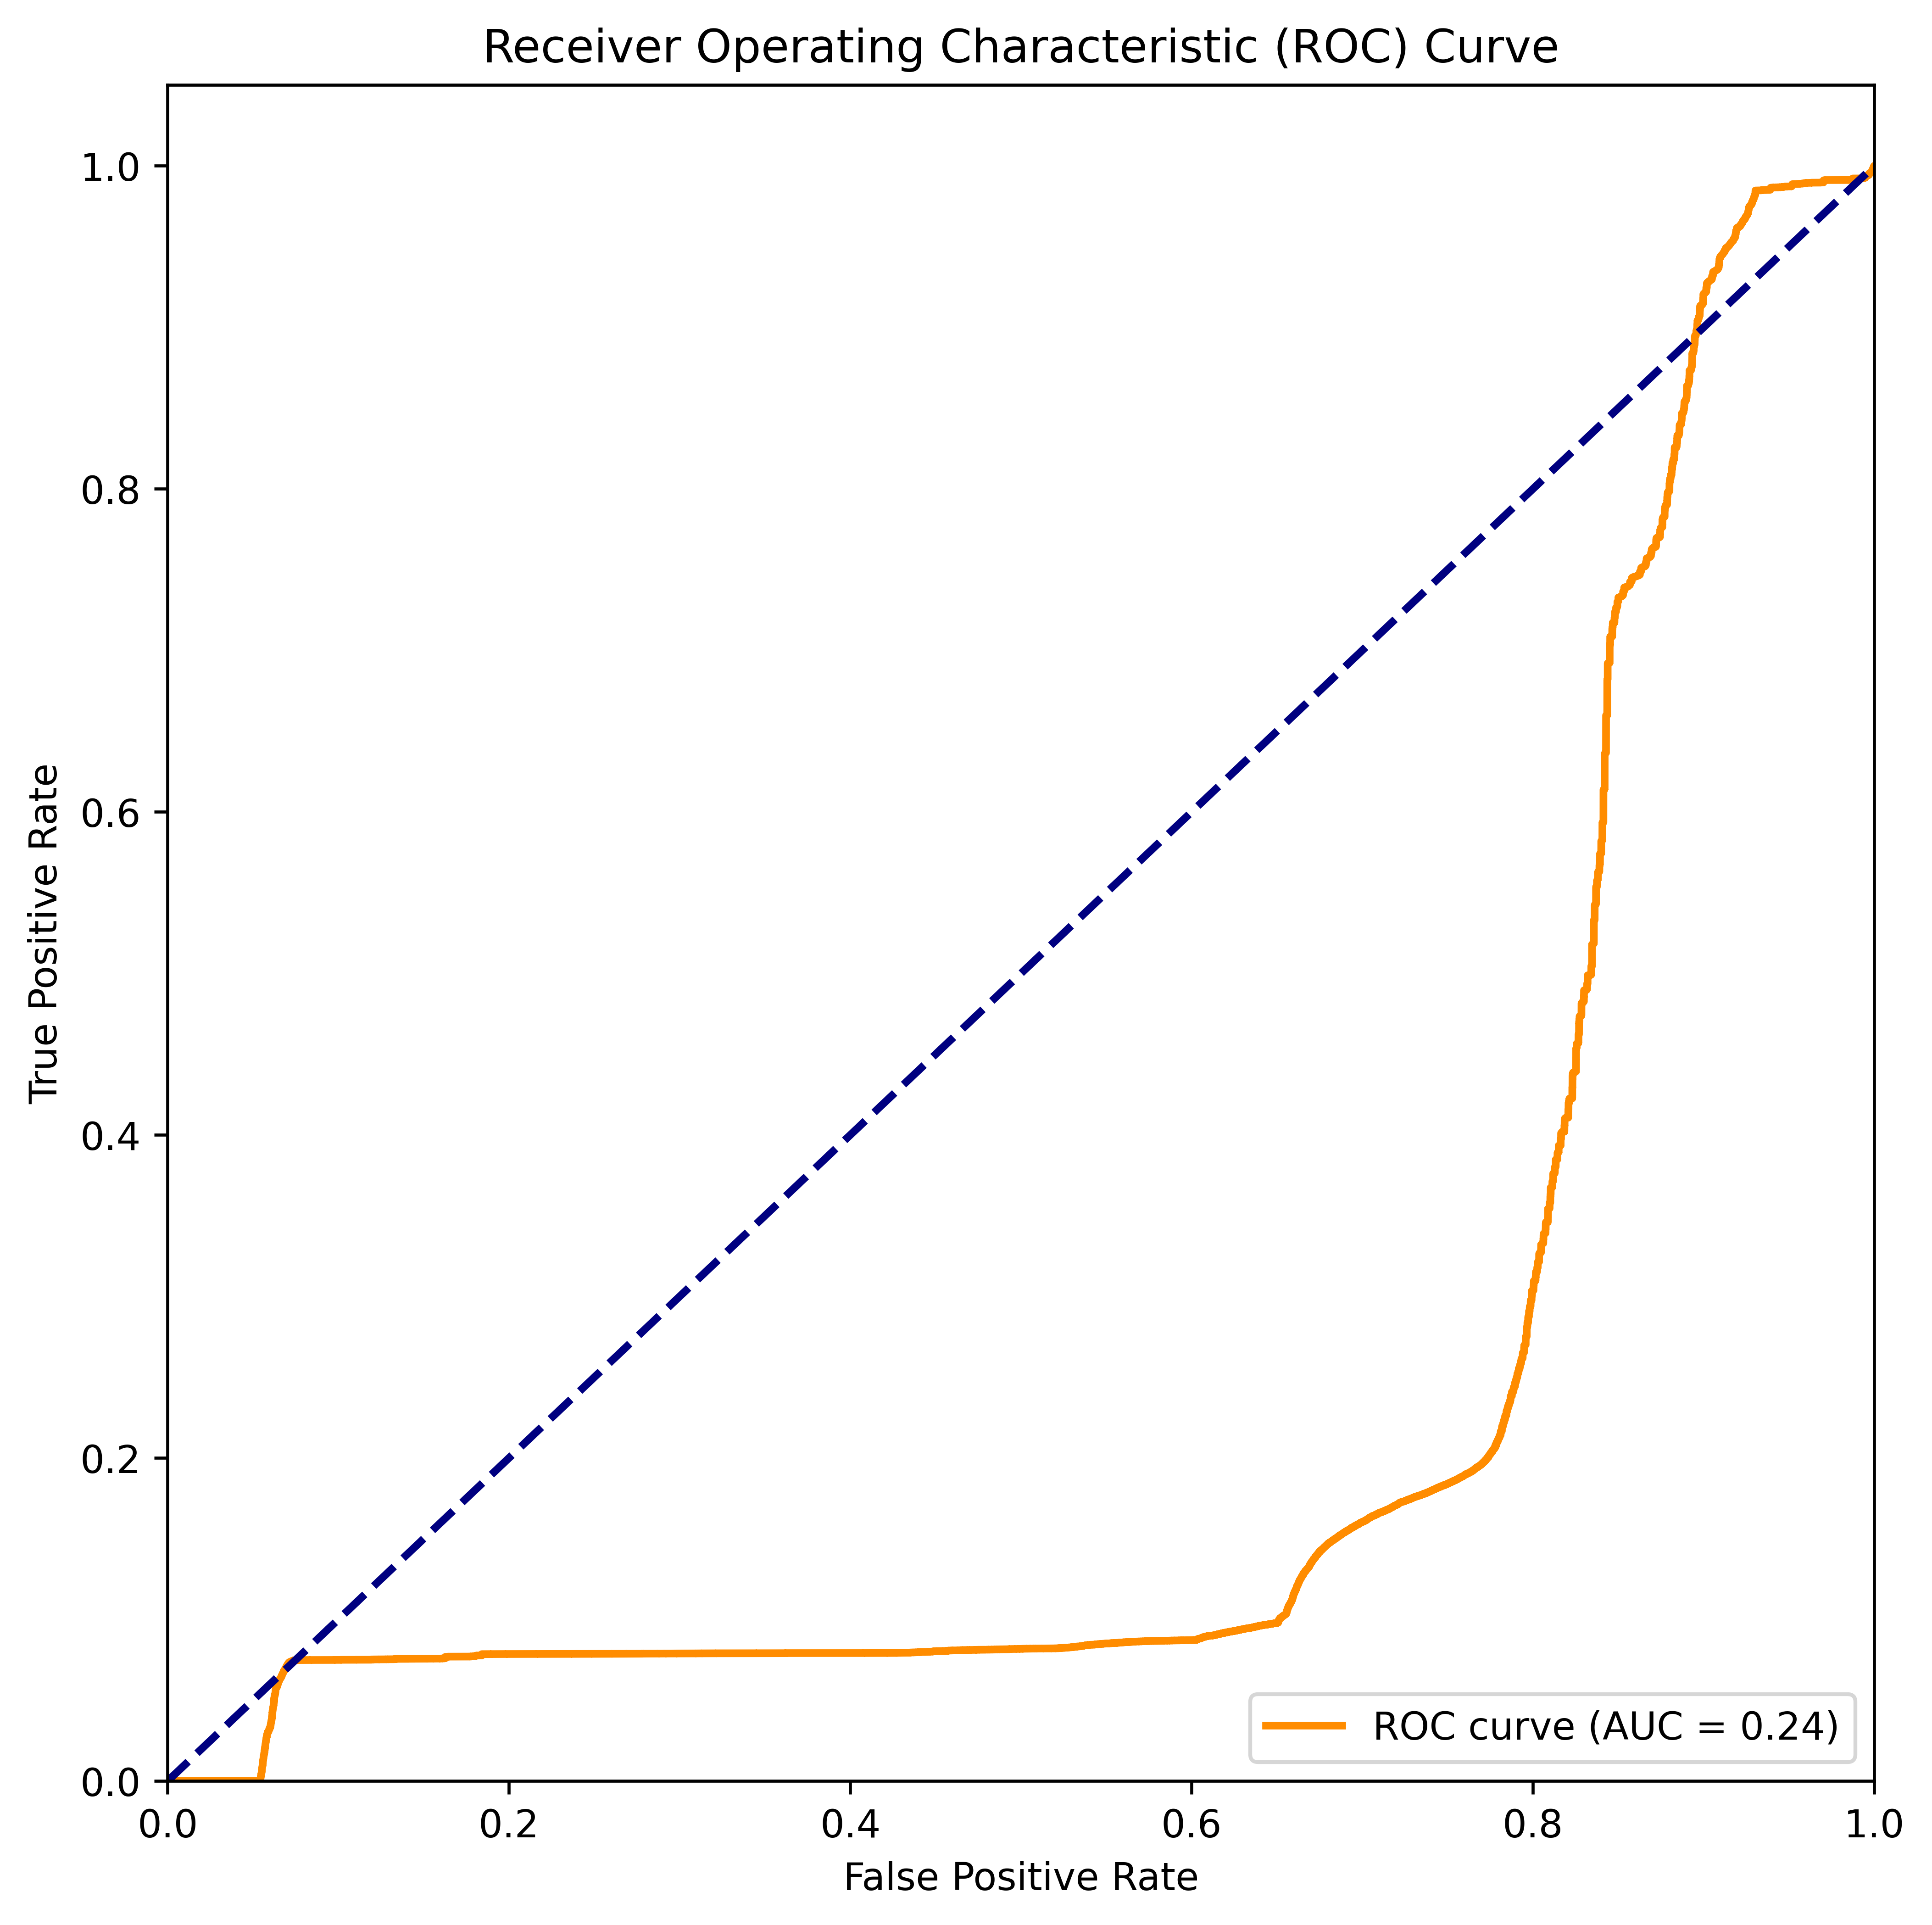 Receiver Operating Characteristic (ROC) Curve
1.0
0.8
0.6
0.4
0.2
0.0
True Positive Rate
ROC curve (AUC = 0.24)
0.0 0.2 0.4 0.6 0.8 1.0
False Positive Rate